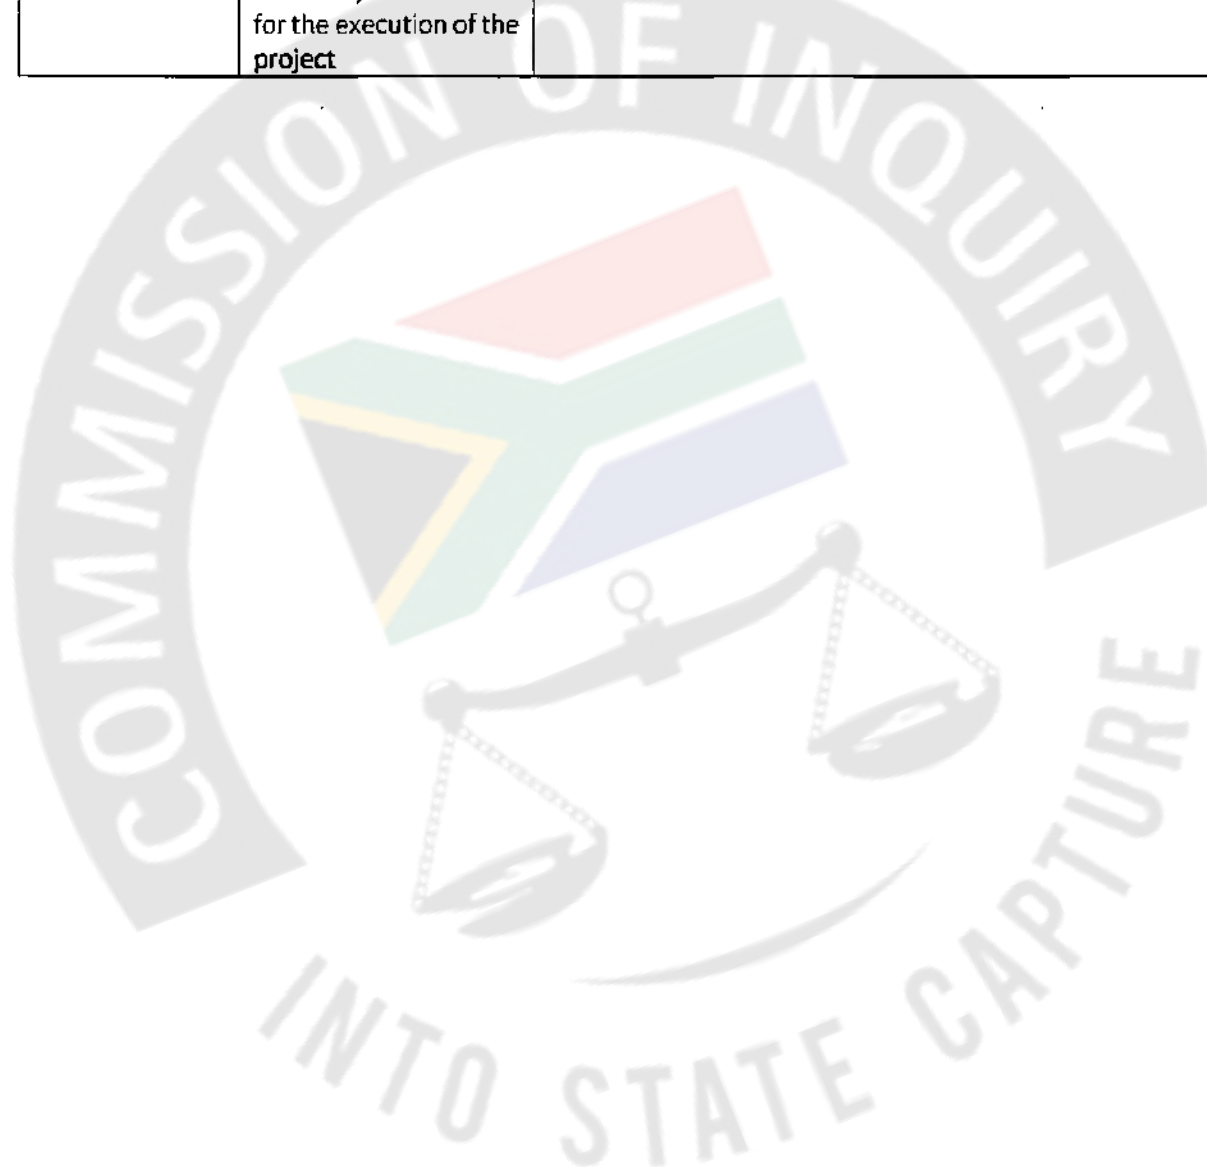 for the execution of the
project
COMMISSION OF INQUIRY
INTO STATE CAPTURE